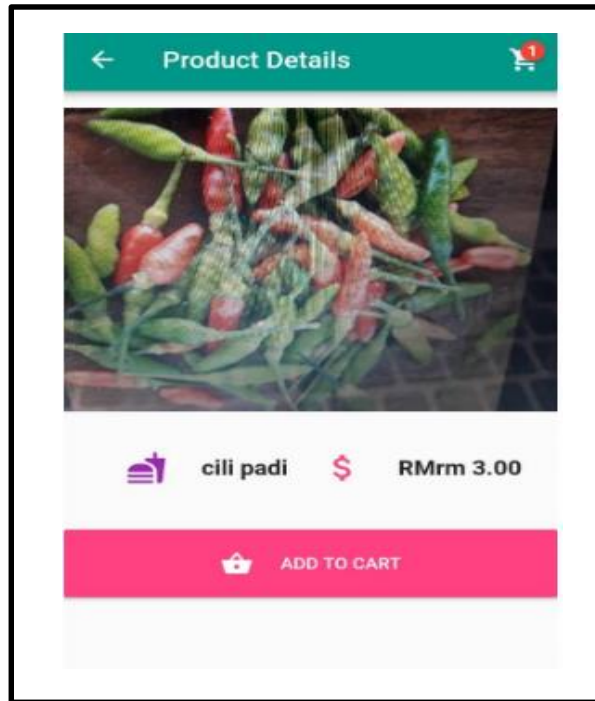 Product Details
1
cili padi
$
RMrm 3.00
ADD TO CART